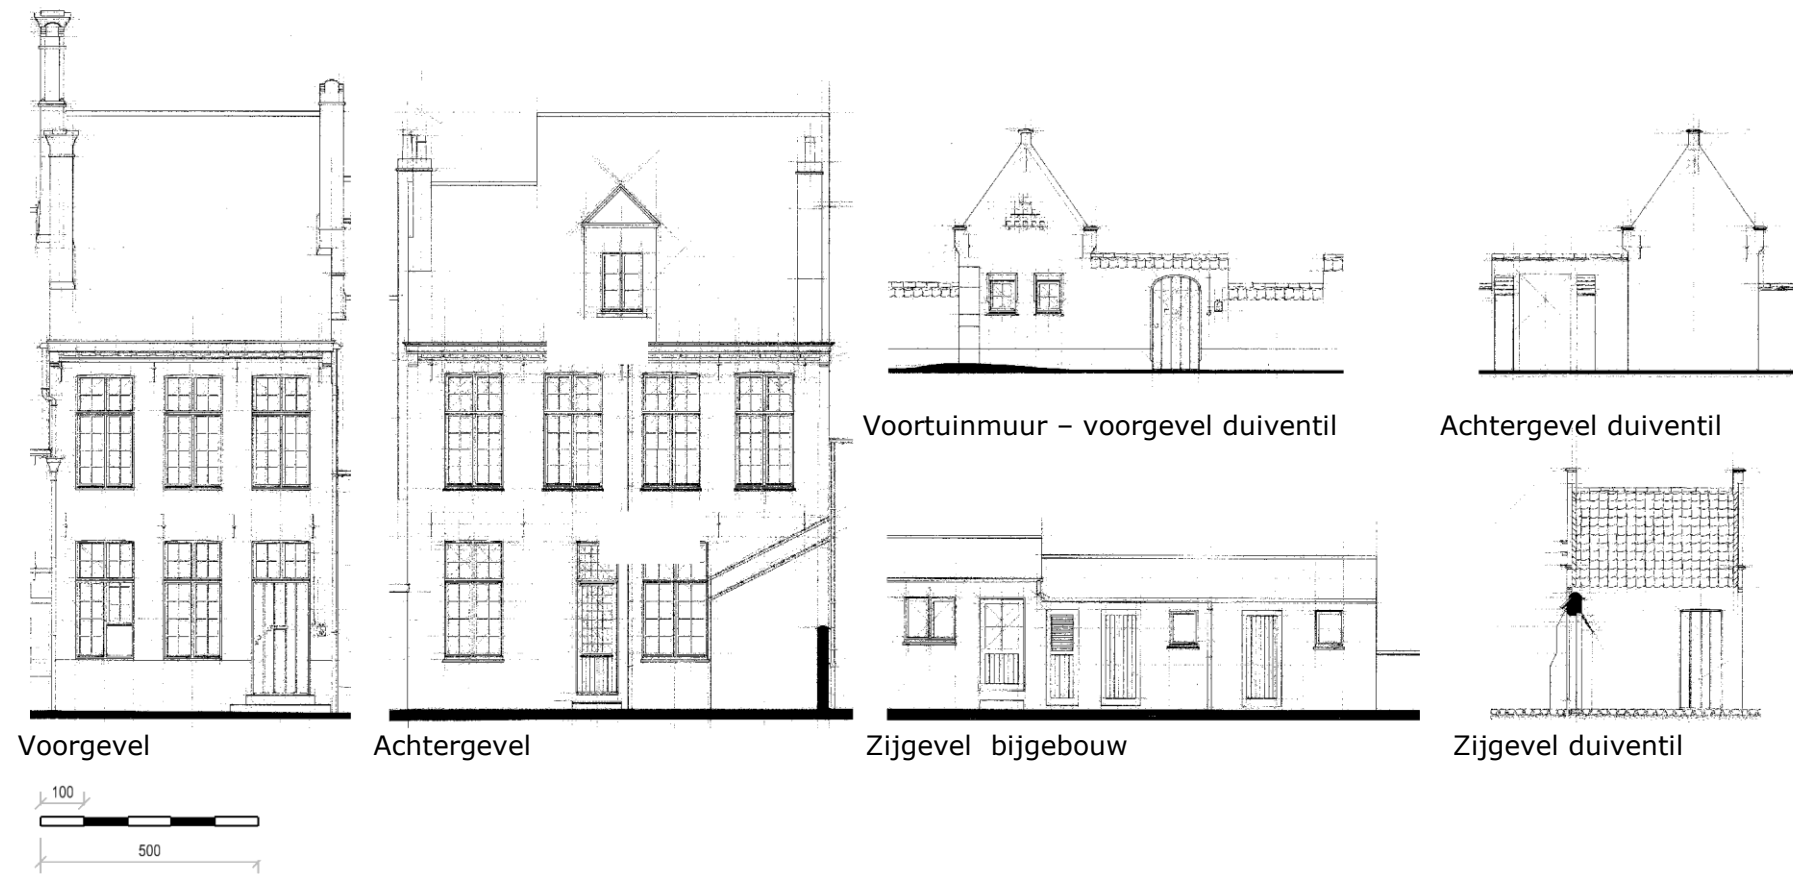 Voortuinmuur – voorgevel duiventil
Achtergevel duiventil
Voorgevel
Achtergevel
Zijgevel  bijgebouw
Zijgevel duiventil
100
500